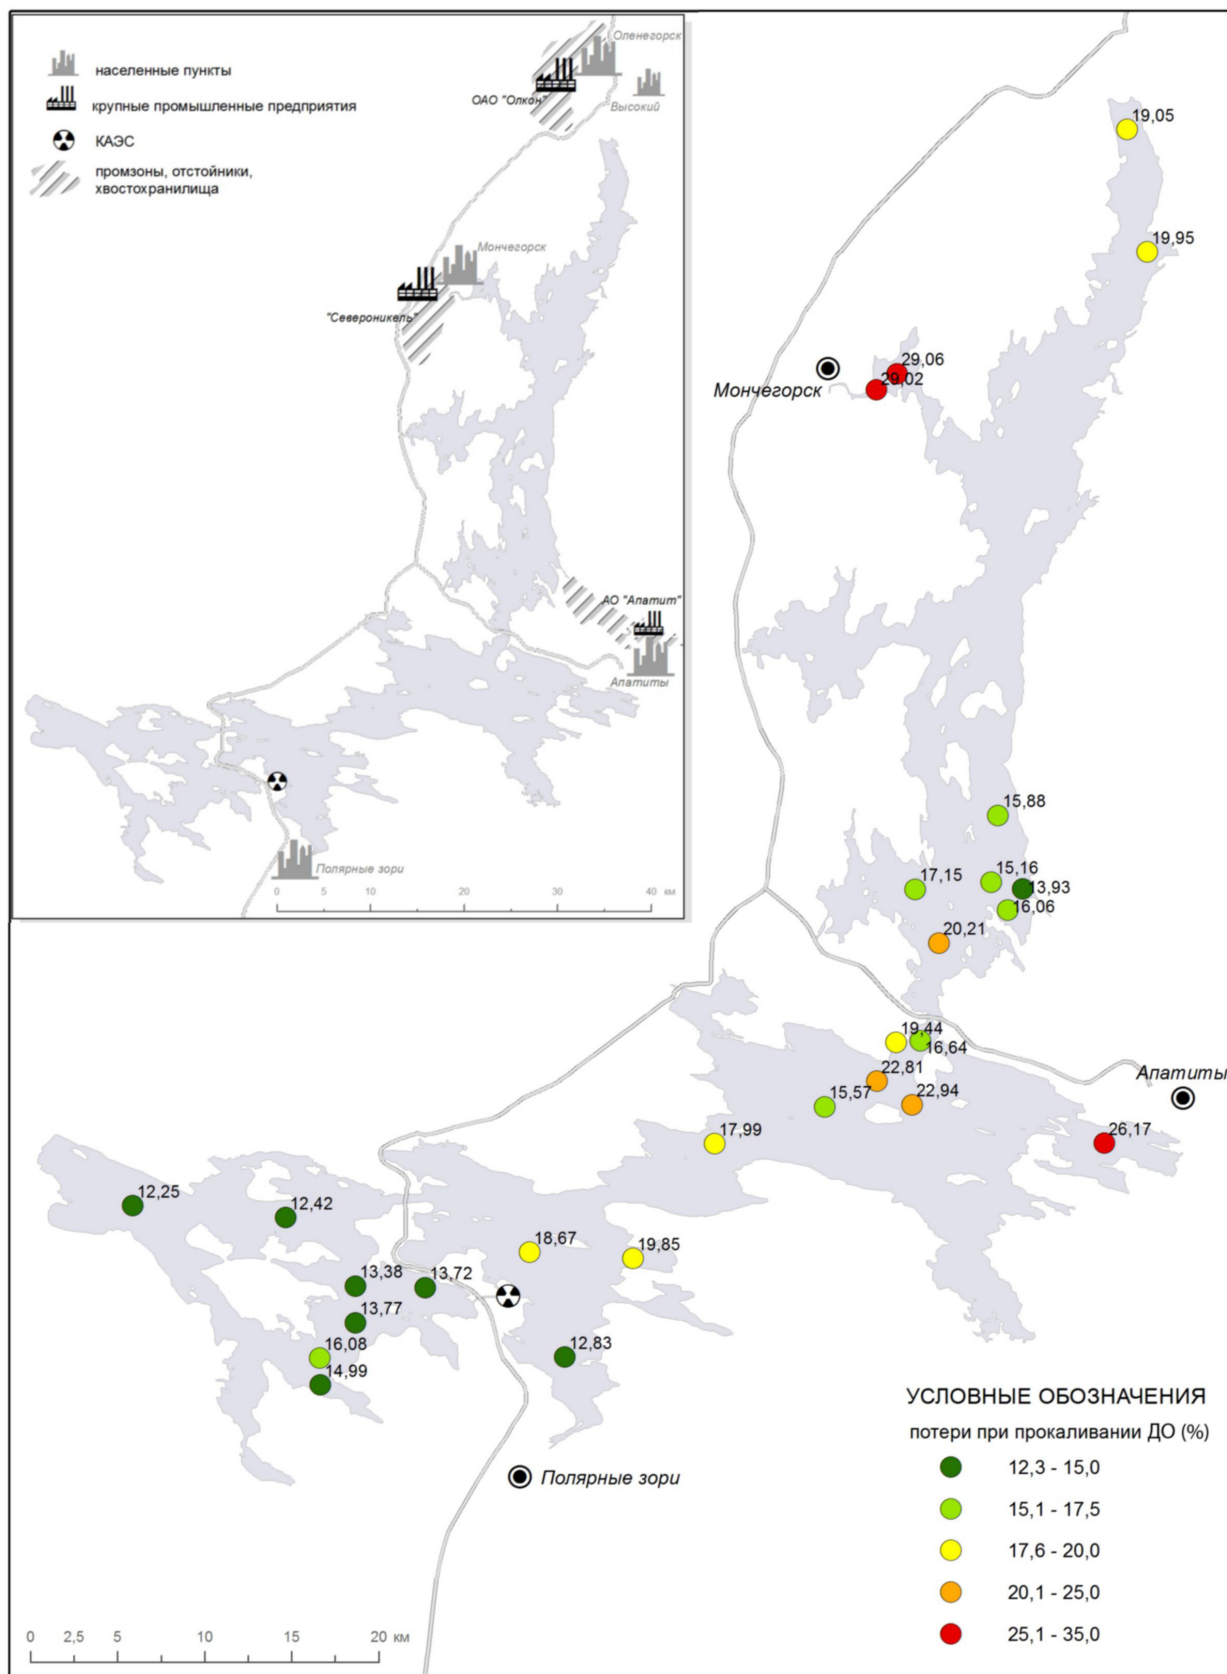 населенные пункты
крупные промышленные предприятия
КАЭС
промзоны, отстойники,
хвостохранилища
Оленегорск
ОАО "Олкон"
Высокий
Мончегорск
"Североникель"
АО "Апатит"
Апатиты
Полярные зори
0 10 20 30 40 км
19,05
19,95
29,06
29,02
Мончегорск
15,88
15,16
17,15
13,93
16,06
20,21
19,44
16,64
22,81
22,94
15,57
Апатиты
26,17
17,99
12,25
12,42
18,67
19,85
13,38
13,72
13,77
16,08
14,99
12,83
Полярные зори
УСЛОВНЫЕ ОБОЗНАЧЕНИЯ
потери при прокаливании ДО (%)
12,3 - 15,0
15,1 - 17,5
17,6 - 20,0
20,1 - 25,0
25,1 - 35,0
0 2,5 5 10 15 20 км